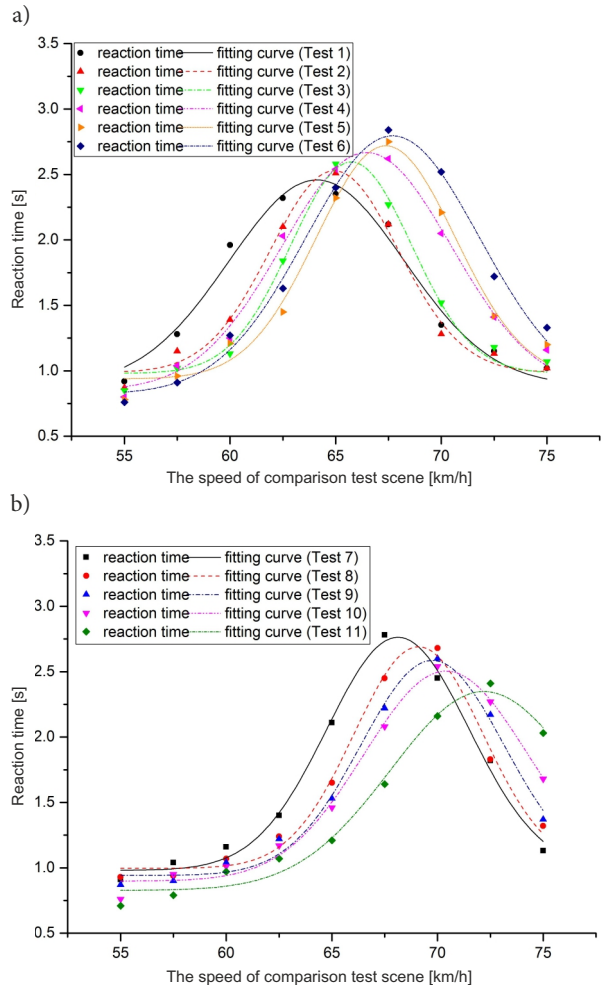 a)
3.5
reaction time fitting curve (Test 1)
reaction time fitting curve (Test 2)
reaction time fitting curve (Test 3)
reaction time fitting curve (Test 4)
reaction time fitting curve (Test 5)
reaction time fitting curve (Test 6)
3.0
2.5
2.0
1.5
1.0
0.5
Reaction time [s]
55 60 65 70 75
The speed of comparison test scene [km/h]
b)
3.5
reaction time fitting curve (Test 7)
reaction time fitting curve (Test 8)
reaction time fitting curve (Test 9)
reaction time fitting curve (Test 10)
reaction time fitting curve (Test 11)
3.0
2.5
2.0
1.5
1.0
0.5
Reaction time [s]
55 60 65 70 75
The speed of comparison test scene [km/h]